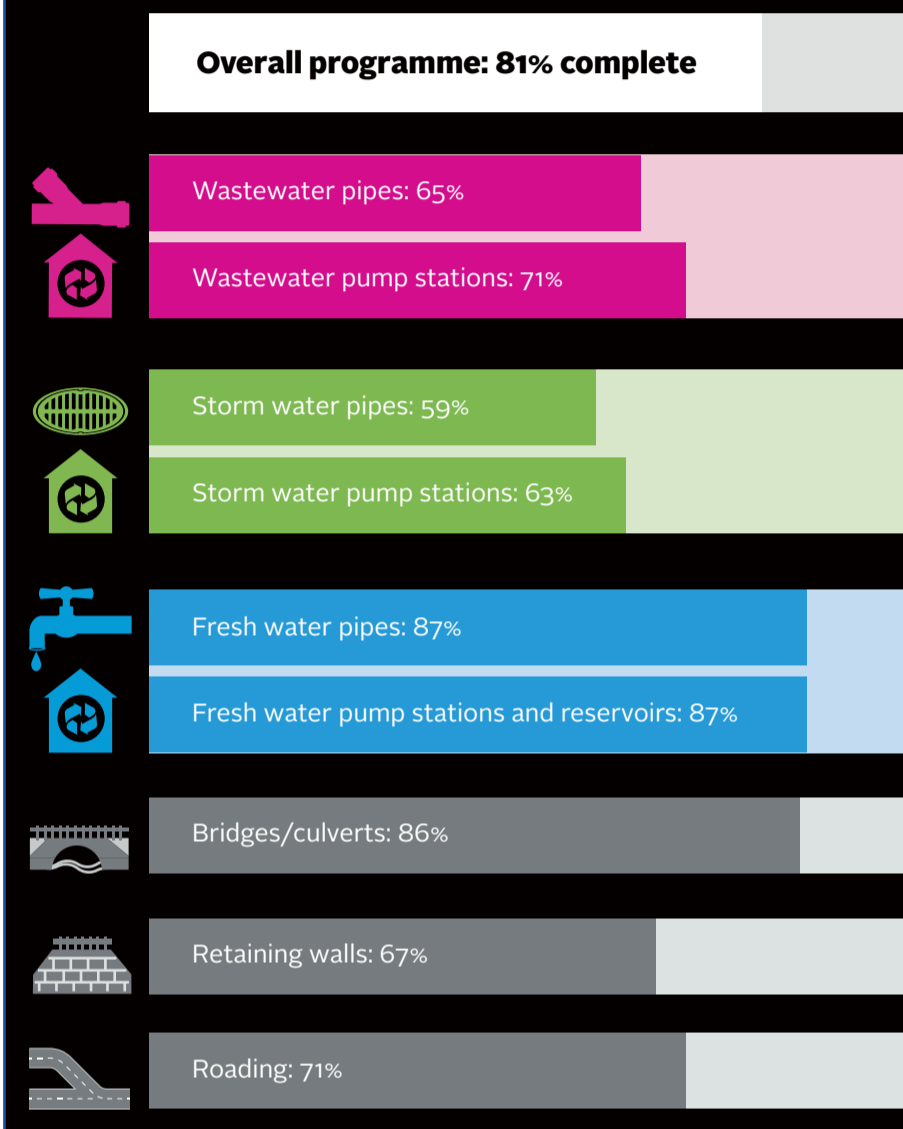 Overall programme: 81% complete
Wastewater pipes: 65%
Wastewater pump stations: 71%
Storm water pipes: 59%
Storm water pump stations: 63%
Fresh water pipes: 87%
Fresh water pump stations and reservoirs: 87%
Bridges/culverts: 86%
Retaining walls: 67%
Roading: 71%